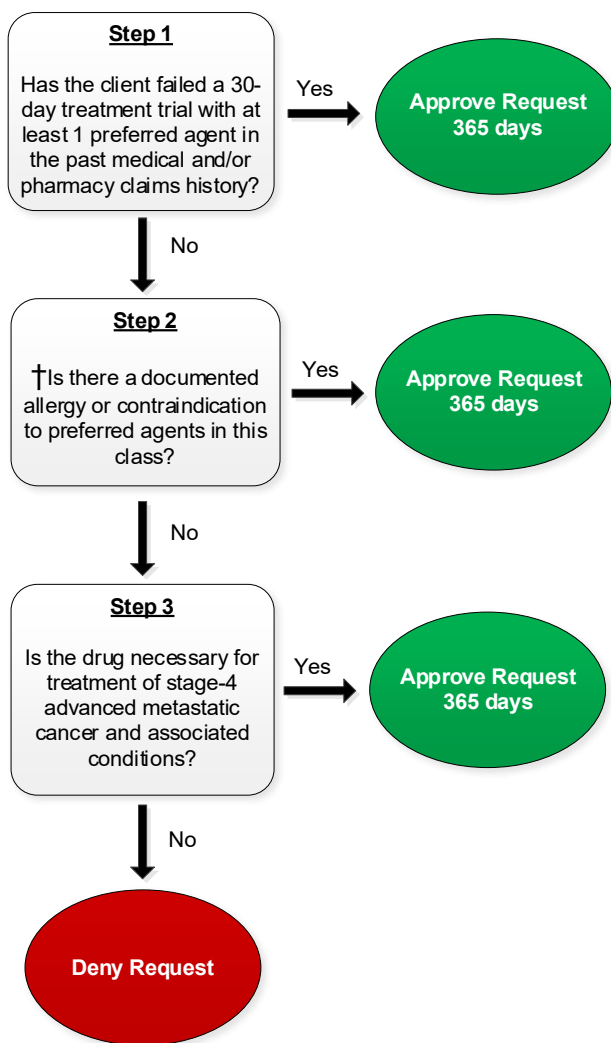 Step 1
Has the client failed a 30-
day treatment trial with at
least 1 preferred agent in
the past medical and/or
pharmacy claims history?
Yes
Approve Request
365 days
No
Step 2
†Is there a documented
allergy or contraindication
to preferred agents in this
class?
Yes
Approve Request
365 days
No
Step 3
Is the drug necessary for
treatment of stage-4
advanced metastatic
cancer and associated
conditions?
Yes
Approve Request
365 days
No
Deny Request